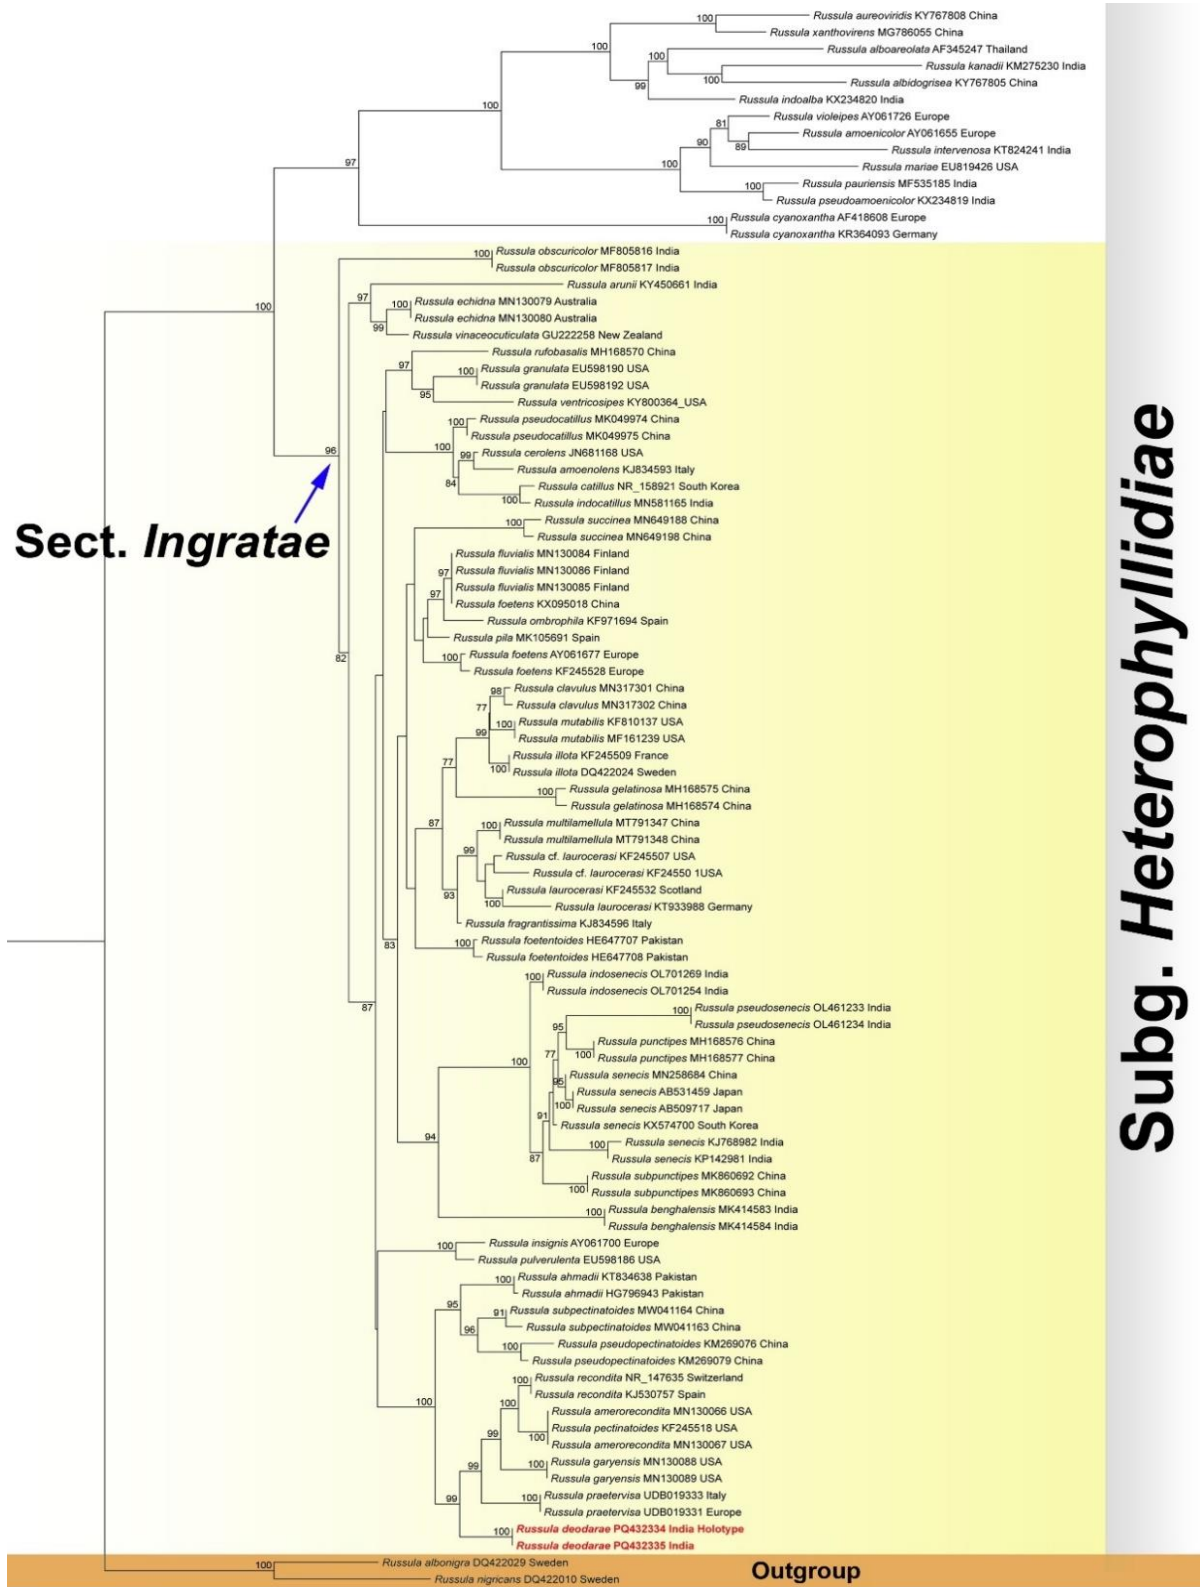 100
Russula aureoviridis KY767808 China
Russula xanthovirens MG786055 China
100
100
Russula alboareolata AF345247 Thailand
Russula kanadii KM275230 India
100
Russula albidogrisea KY767805 China
99
Russula indoalba KX234820 India
100
81
Russula violeipes AY061726 Europe
Russula amoenicolor AY061655 Europe
90
89
Russula intervenosa KT824241 India
97
100
Russula mariae EU819426 USA
100
Russula pauriensis MF535185 India
Russula pseudoamoenicolor KX234819 India
100
Russula cyanoxantha AF418608 Europe
Russula cyanoxantha KR364093 Germany
100
Russula obscuricolor MF805816 India
Russula obscuricolor MF805817 India
Russula arunii KY450661 India
97
100
Russula echidna MN130079 Australia
100
Russula echidna MN130080 Australia
99
Russula vinaceocuticulata GU222258 New Zealand
Russula rufobasalis MH168570 China
97
100
Russula granulata EU598190 USA
Russula granulata EU598192 USA
95
Russula ventricosipes KY800364_USA
100
Russula pseudocatillus MK049974 China
Russula pseudocatillus MK049975 China
96
100
99
Russula cerolens JN681168 USA
Russula amoenolens KJ834593 Italy
84
Russula catillus NR_158921 South Korea
100
Russula indocatillus MN581165 India
100
Russula succinea MN649188 China
Russula succinea MN649198 China
Sect. Ingratae
Russula fluvialis MN130084 Finland
97
Russula fluvialis MN130086 Finland
Russula fluvialis MN130085 Finland
97
Russula foetens KX095018 China
Russula ombrophila KF971694 Spain
Russula pila MK105691 Spain
82
100
Russula foetens AY061677 Europe
Russula foetens KF245528 Europe
98
Russula clavulus MN317301 China
77
Russula clavulus MN317302 China
100
Russula mutabilis KF810137 USA
99
Russula mutabilis MF161239 USA
Russula illota KF245509 France
77
100
Russula illota DQ422024 Sweden
100
Russula gelatinosa MH168575 China
Russula gelatinosa MH168574 China
87
100
Russula multilamellula MT791347 China
Russula multilamellula MT791348 China
99
Russula cf. laurocerasi KF245507 USA
Russula cf. laurocerasi KF24550 1USA
93
Russula laurocerasi KF245532 Scotland
100
Russula laurocerasi KT933988 Germany
Russula fragrantissima KJ834596 Italy
83
100
Russula foetentoides HE647707 Pakistan
Russula foetentoides HE647708 Pakistan
100
Russula indosenecis OL701269 India
Russula indosenecis OL701254 India
87
100
Russula pseudosenecis OL461233 India
95
Russula pseudosenecis OL461234 India
Russula punctipes MH168576 China
77
100
Russula punctipes MH168577 China
100
Russula senecis MN258684 China
95
Russula senecis AB531459 Japan
100
Russula senecis AB509717 Japan
91
Russula senecis KX574700 South Korea
94
100
Russula senecis KJ768982 India
87
Russula senecis KP142981 India
Russula subpunctipes MK860692 China
100
Russula subpunctipes MK860693 China
100
Russula benghalensis MK414583 India
Russula benghalensis MK414584 India
100
Russula insignis AY061700 Europe
Russula pulverulenta EU598186 USA
100
Russula ahmadii KT834638 Pakistan
Russula ahmadii HG796943 Pakistan
95
91
Russula subpectinatoides MW041164 China
96
Russula subpectinatoides MW041163 China
100
Russula pseudopectinatoides KM269076 China
Russula pseudopectinatoides KM269079 China
100
Russula recondita NR_147635 Switzerland
Russula recondita KJ530757 Spain
100
100
Russula amerorecondita MN130066 USA
Russula pectinatoides KF245518 USA
100
99
Russula amerorecondita MN130067 USA
100
Russula garyensis MN130088 USA
99
Russula garyensis MN130089 USA
99
100
Russula praetervisa UDB019333 Italy
Russula praetervisa UDB019331 Europe
100
Russula deodarae PQ432334 India Holotype
Russula deodarae PQ432335 India
100
Russula albonigra DQ422029 Sweden
Russula nigricans DQ422010 Sweden
Outgroup
Subg. Heterophyllidiae